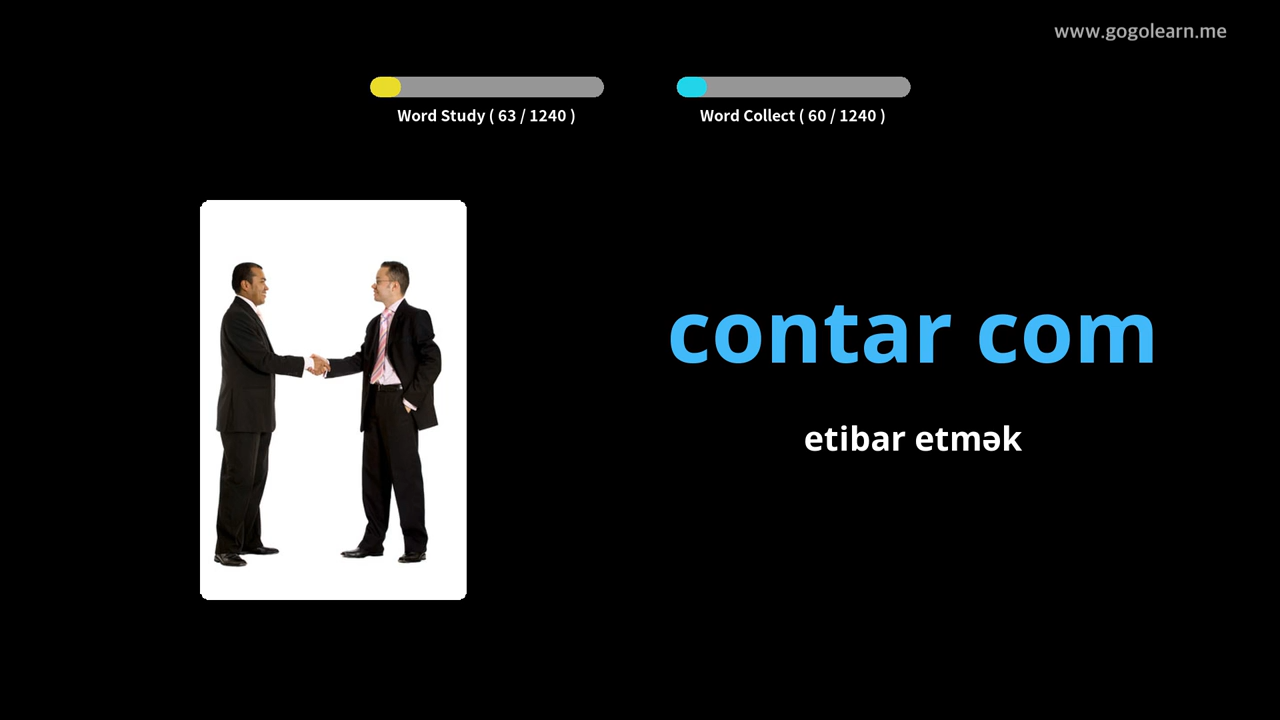 www.gogolearn.me
Word Study ( 63 / 1240 )
Word Collect ( 60 / 1240 )
contar com
etibar etmək